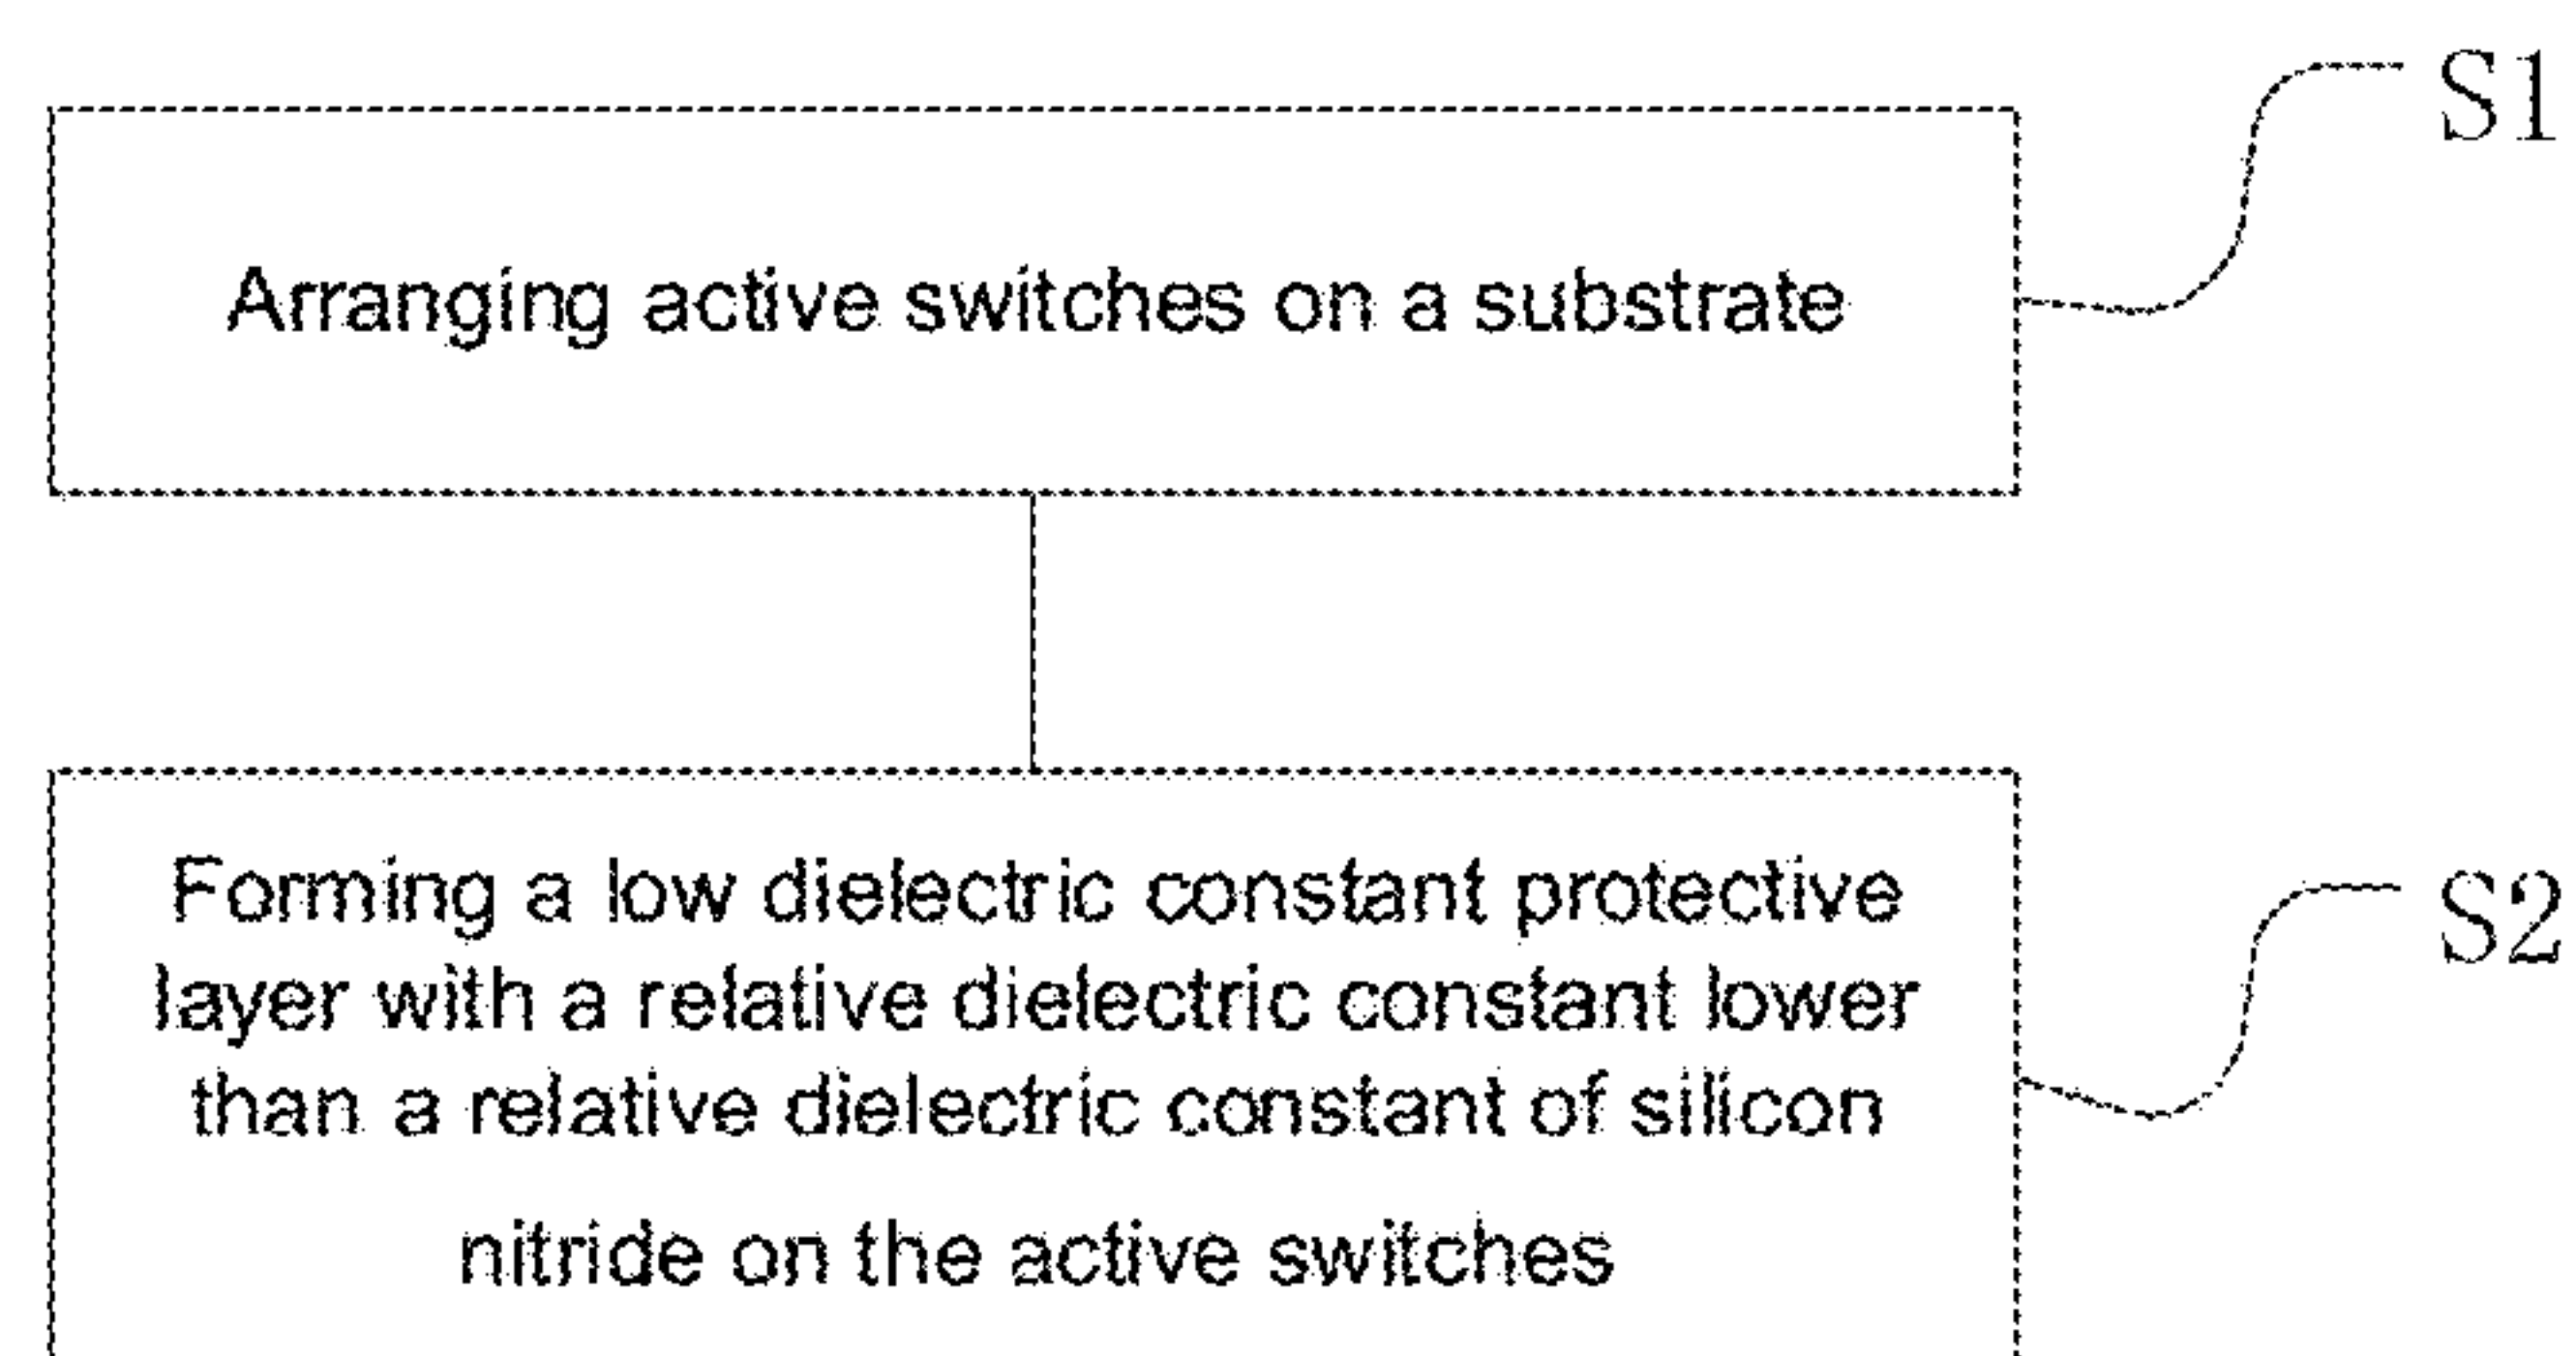 S1
Arranging active switches on a substrate
Forming a low dielectric constant protective
S2
layer with a relative dielectric constant lower
than a relative dielectric constant of silicon
nitride on the active switches